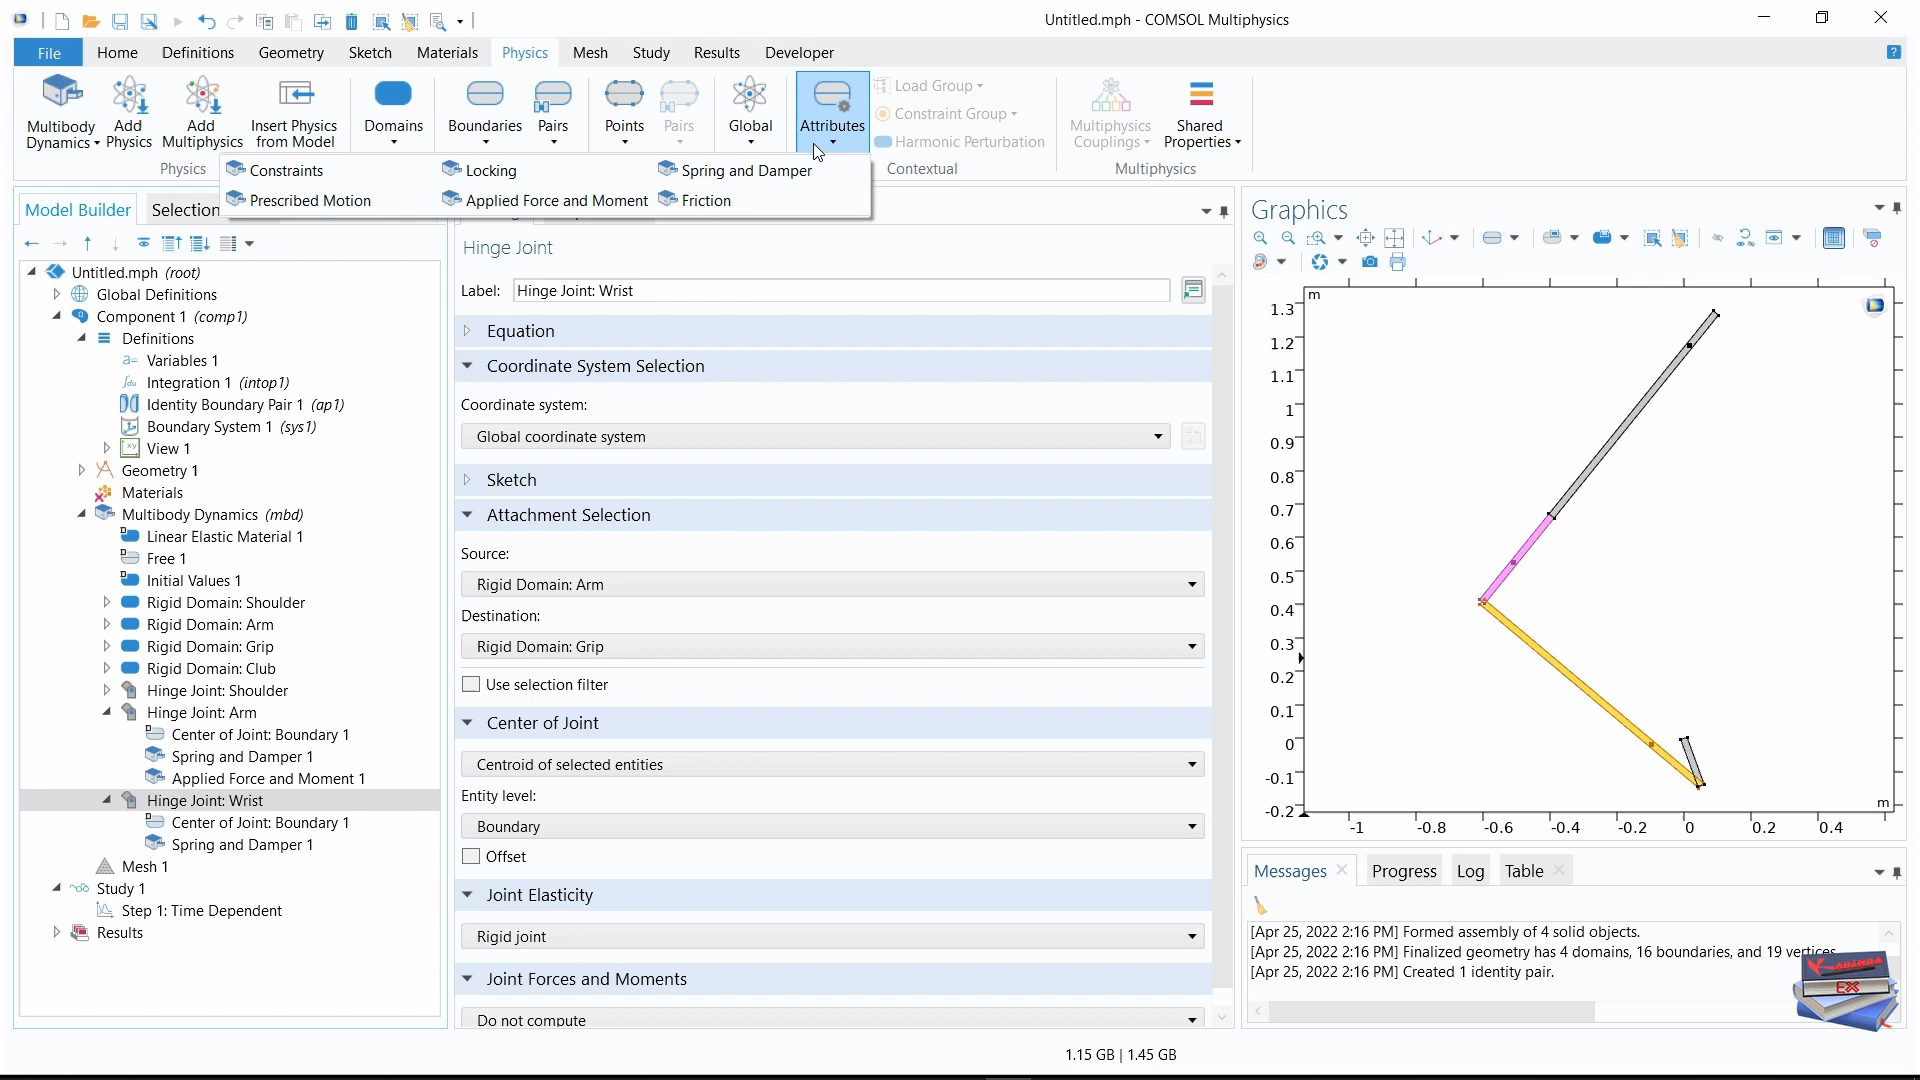 Untitled.mph - COMSOL Multiphysics
File Home Definitions Geometry Sketch Materials Physics Mesh Study Results Developer
Multibody Dynamics
Add Physics
Add Multiphysics
Insert Physics from Model
Domains
Boundaries
Pairs
Points
Pairs
Global
Attributes
Load Group
Constraint Group
Harmonic Perturbation
Multiphysics Couplings
Shared Properties
Physics
Contextual
Multiphysics
Constraints Locking Spring and Damper
Prescribed Motion Applied Force and Moment Friction
Model Builder Selection
Untitled.mph (root)
Global Definitions
Component 1 (comp1)
Definitions
a= Variables 1
Integration 1 (intop1)
Identity Boundary Pair 1 (ap1)
Boundary System 1 (sys1)
View 1
Geometry 1
Materials
Multibody Dynamics (mbd)
Linear Elastic Material 1
Free 1
Initial Values 1
Rigid Domain: Shoulder
Rigid Domain: Arm
Rigid Domain: Grip
Rigid Domain: Club
Hinge Joint: Shoulder
Hinge Joint: Arm
Center of Joint: Boundary 1
Spring and Damper 1
Applied Force and Moment 1
Hinge Joint: Wrist
Center of Joint: Boundary 1
Spring and Damper 1
Mesh 1
Study 1
Step 1: Time Dependent
Results
Hinge Joint
Label: Hinge Joint: Wrist
Equation
Coordinate System Selection
Coordinate system:
Global coordinate system
Sketch
Attachment Selection
Source:
Rigid Domain: Arm
Destination:
Rigid Domain: Grip
Use selection filter
Center of Joint
Centroid of selected entities
Entity level:
Boundary
Offset
Joint Elasticity
Rigid joint
Joint Forces and Moments
Do not compute
Graphics
m
1.3
1.2
1.1
1
0.9
0.8
0.7
0.6
0.5
0.4
0.3
0.2
0.1
0
-0.1
-0.2
m
-1 -0.8 -0.6 -0.4 -0.2 0 0.2 0.4
Messages Progress Log Table
[Apr 25, 2022 2:16 PM] Formed assembly of 4 solid objects.
[Apr 25, 2022 2:16 PM] Finalized geometry has 4 domains, 16 boundaries, and 19 vertices.
[Apr 25, 2022 2:16 PM] Created 1 identity pair.
EX
1.15 GB | 1.45 GB